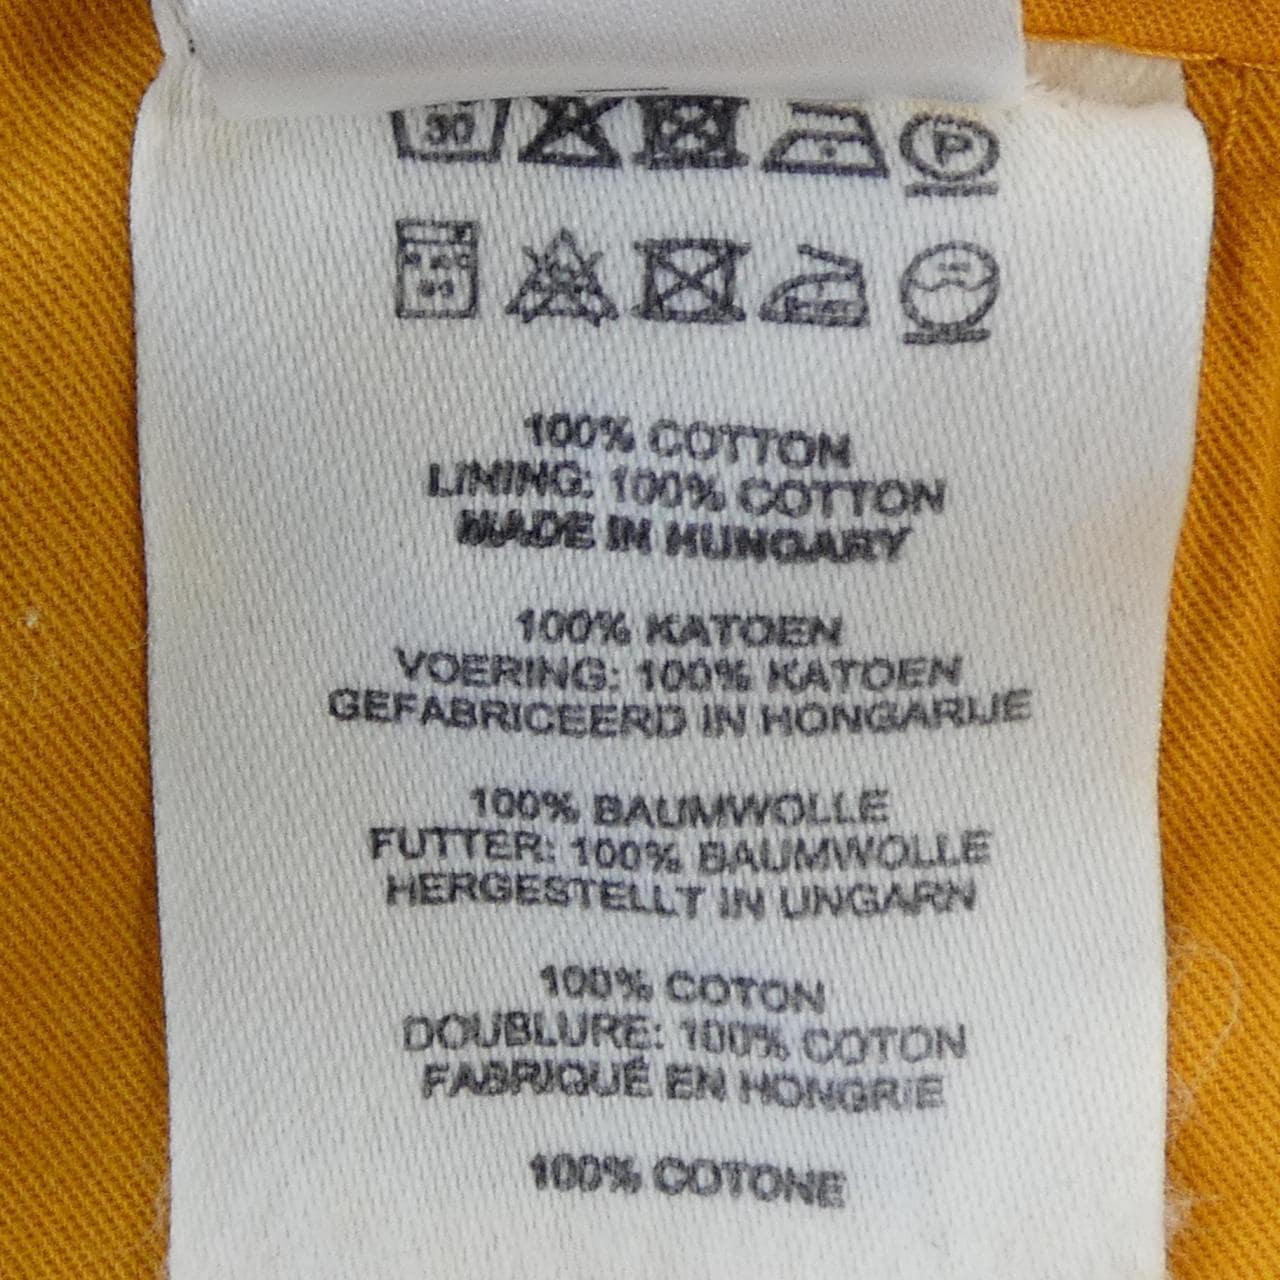 30
P
100% COTTON
LINING: 100% COTTON
MADE IN HUNGARY
100% KATOEN
VOERING: 100% KATOEN
GEFABRICEERD IN HONGARIJE
100% BAUMWOLLE
FUTTER: 100% BAUMWOLLE
HERGESTELLT IN UNGARN
100% COTON
DOUBLURE: 100% COTON
FABRIQUÉ EN HONGRIE
100% COTONE